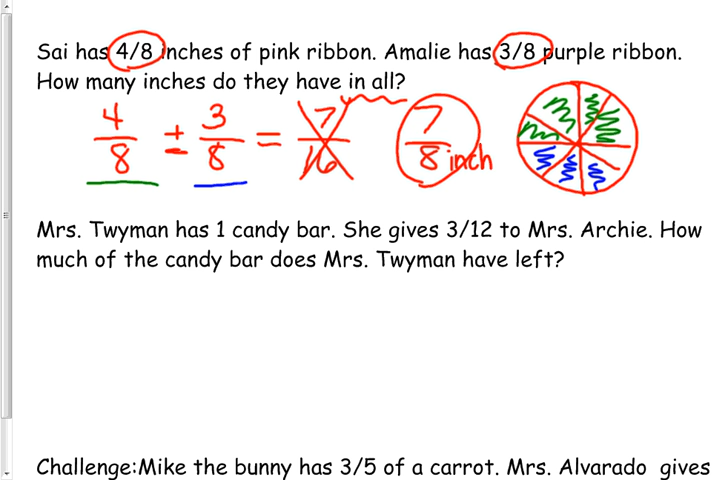 Sai has 4/8 inches of pink ribbon. Amalie has 3/8 purple ribbon.
How many inches do they have in all?
4/8 ± 3/8 = 7/16 7/8 inch
Mrs. Twyman has 1 candy bar. She gives 3/12 to Mrs. Archie. How
much of the candy bar does Mrs. Twyman have left?
Challenge:Mike the bunny has 3/5 of a carrot. Mrs. Alvarado gives